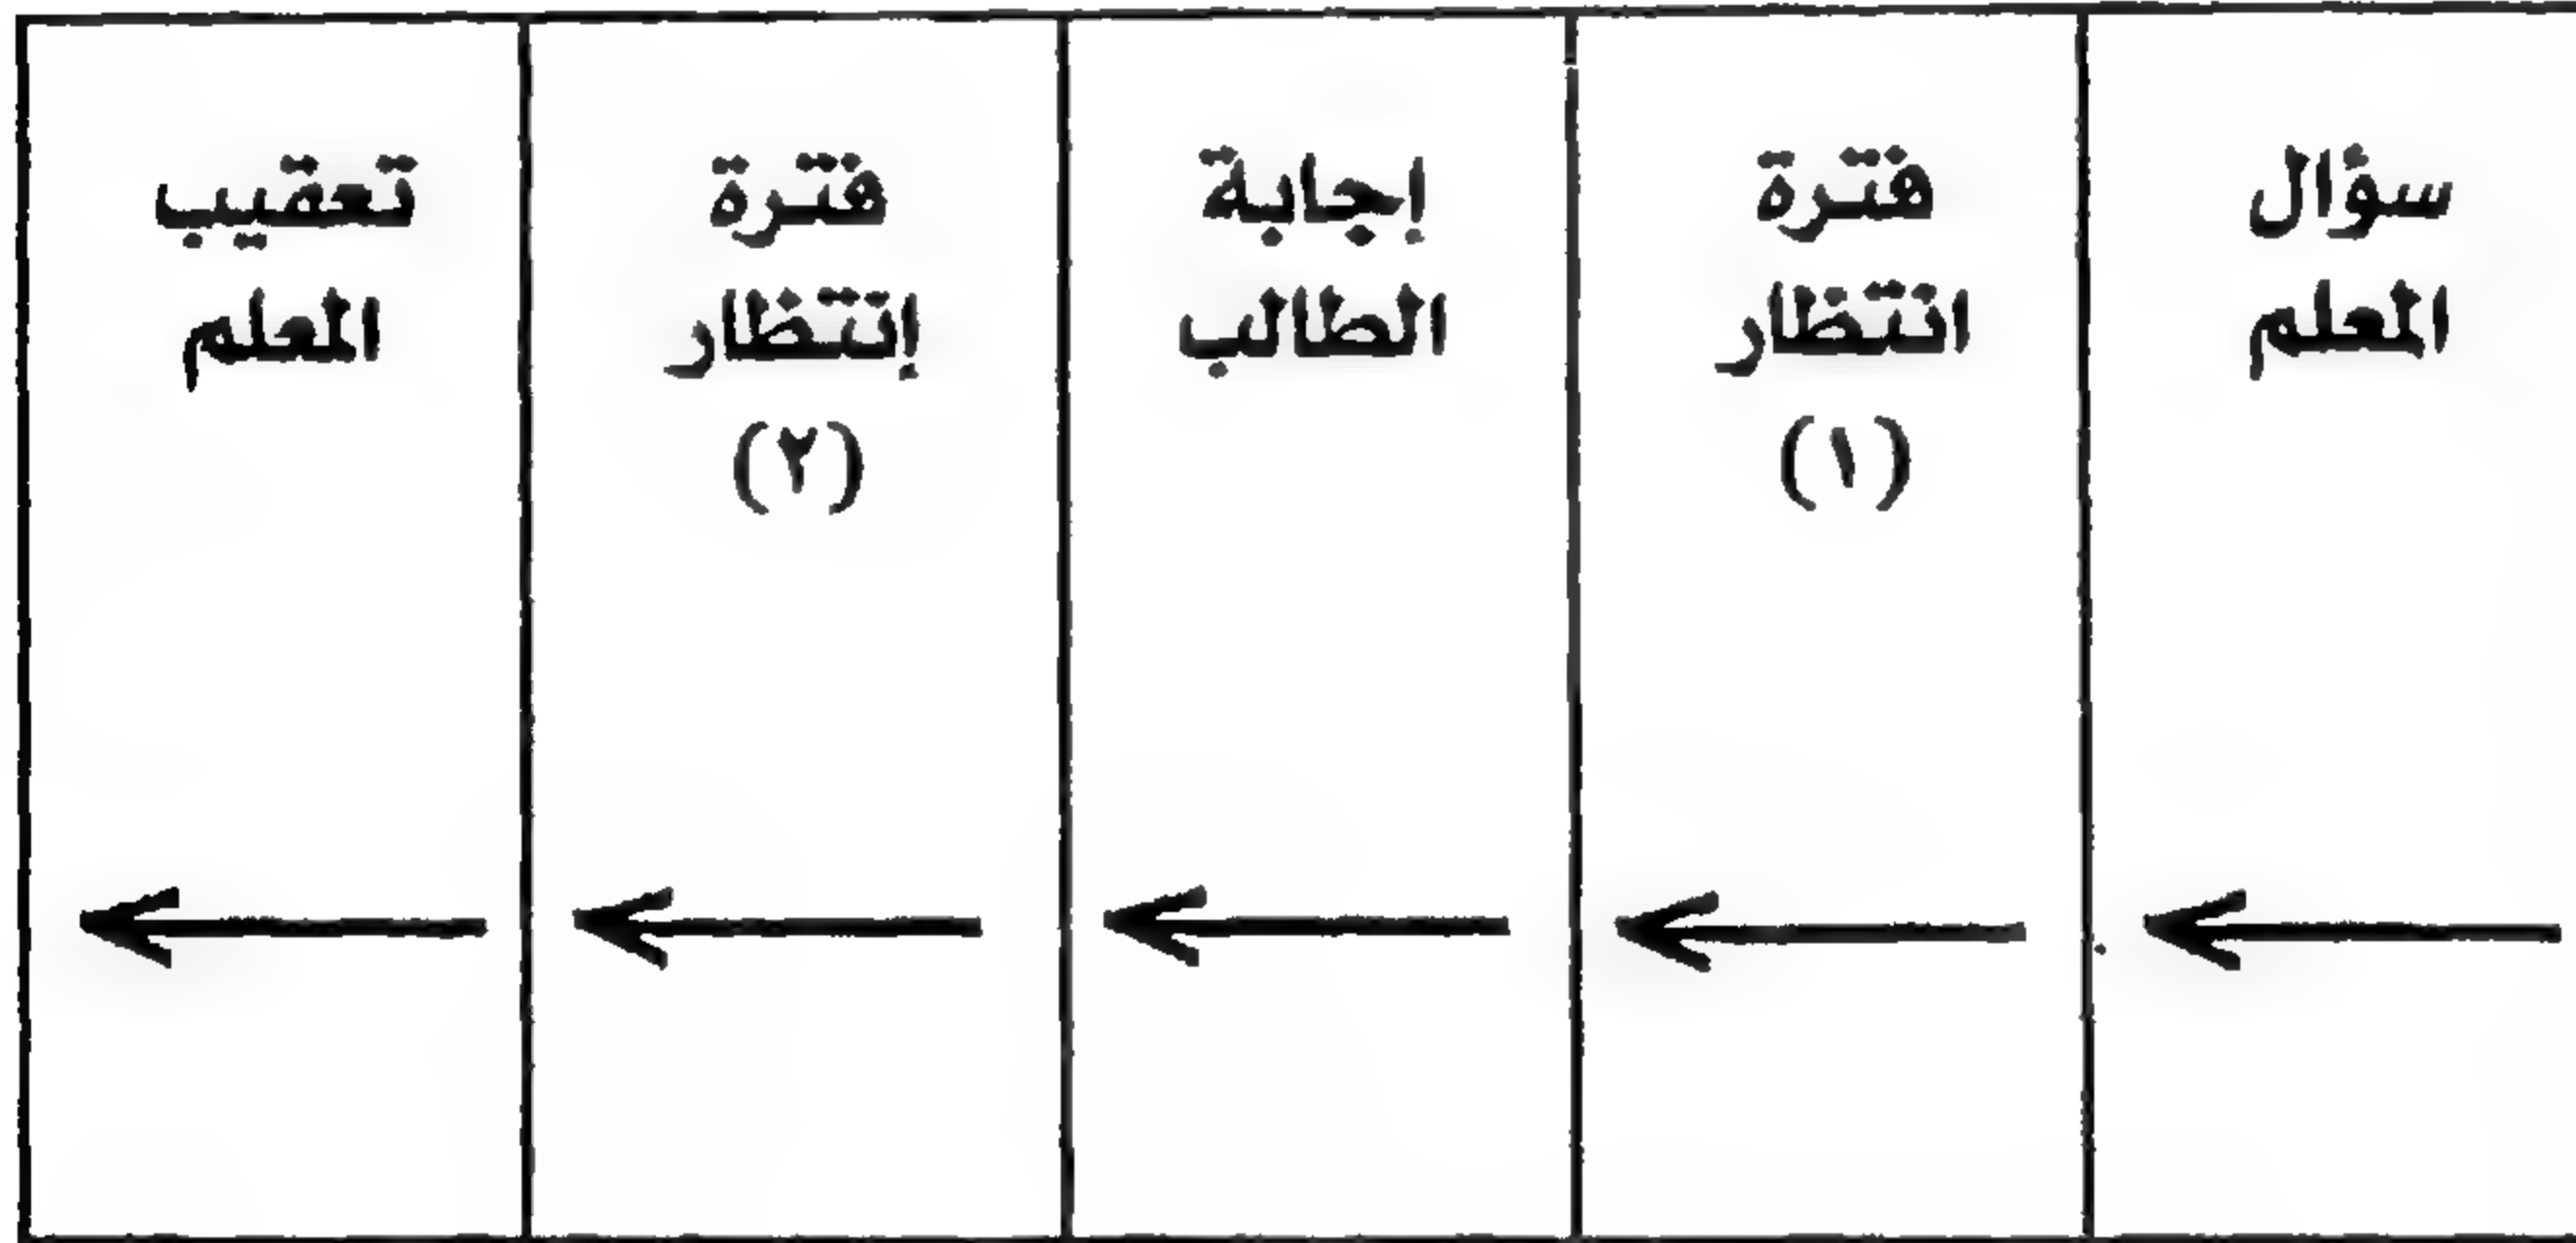 سؤال
المعلم
فترة
انتظار
(١)
إجابة
الطالب
فترة
إنتظار
(٢)
تعقيب
المعلم